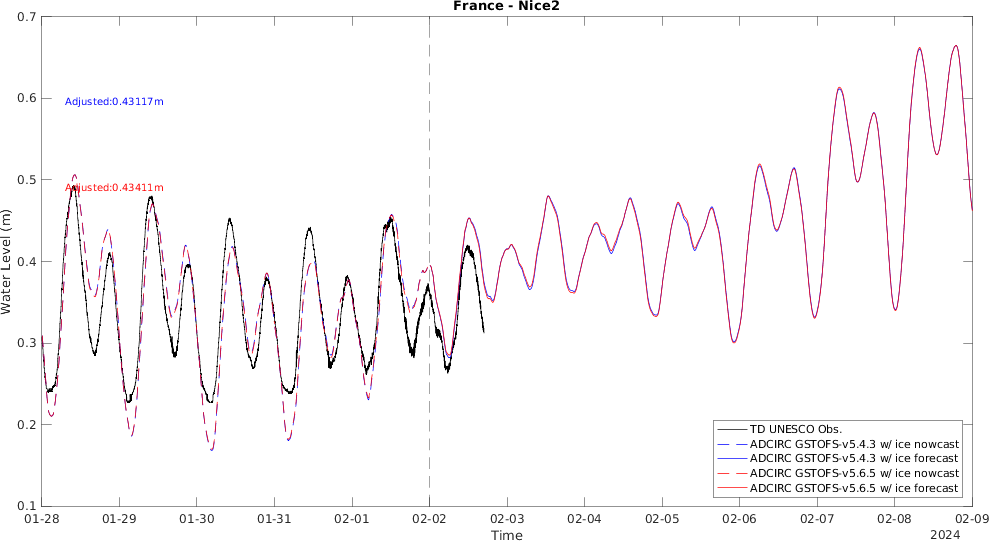 France - Nice2
0.7
0.6
0.5
0.4
0.3
0.2
0.1
Water Level (m)
Adjusted:0.43117m
Adjusted:0.43411m
TD UNESCO Obs.
ADCIRC GSTOFS-v5.4.3 w/ ice nowcast
ADCIRC GSTOFS-v5.4.3 w/ ice forecast
ADCIRC GSTOFS-v5.6.5 w/ ice nowcast
ADCIRC GSTOFS-v5.6.5 w/ ice forecast
01-28 01-29 01-30 01-31 02-01 02-02 02-03 02-04 02-05 02-06 02-07 02-08 02-09
Time
2024